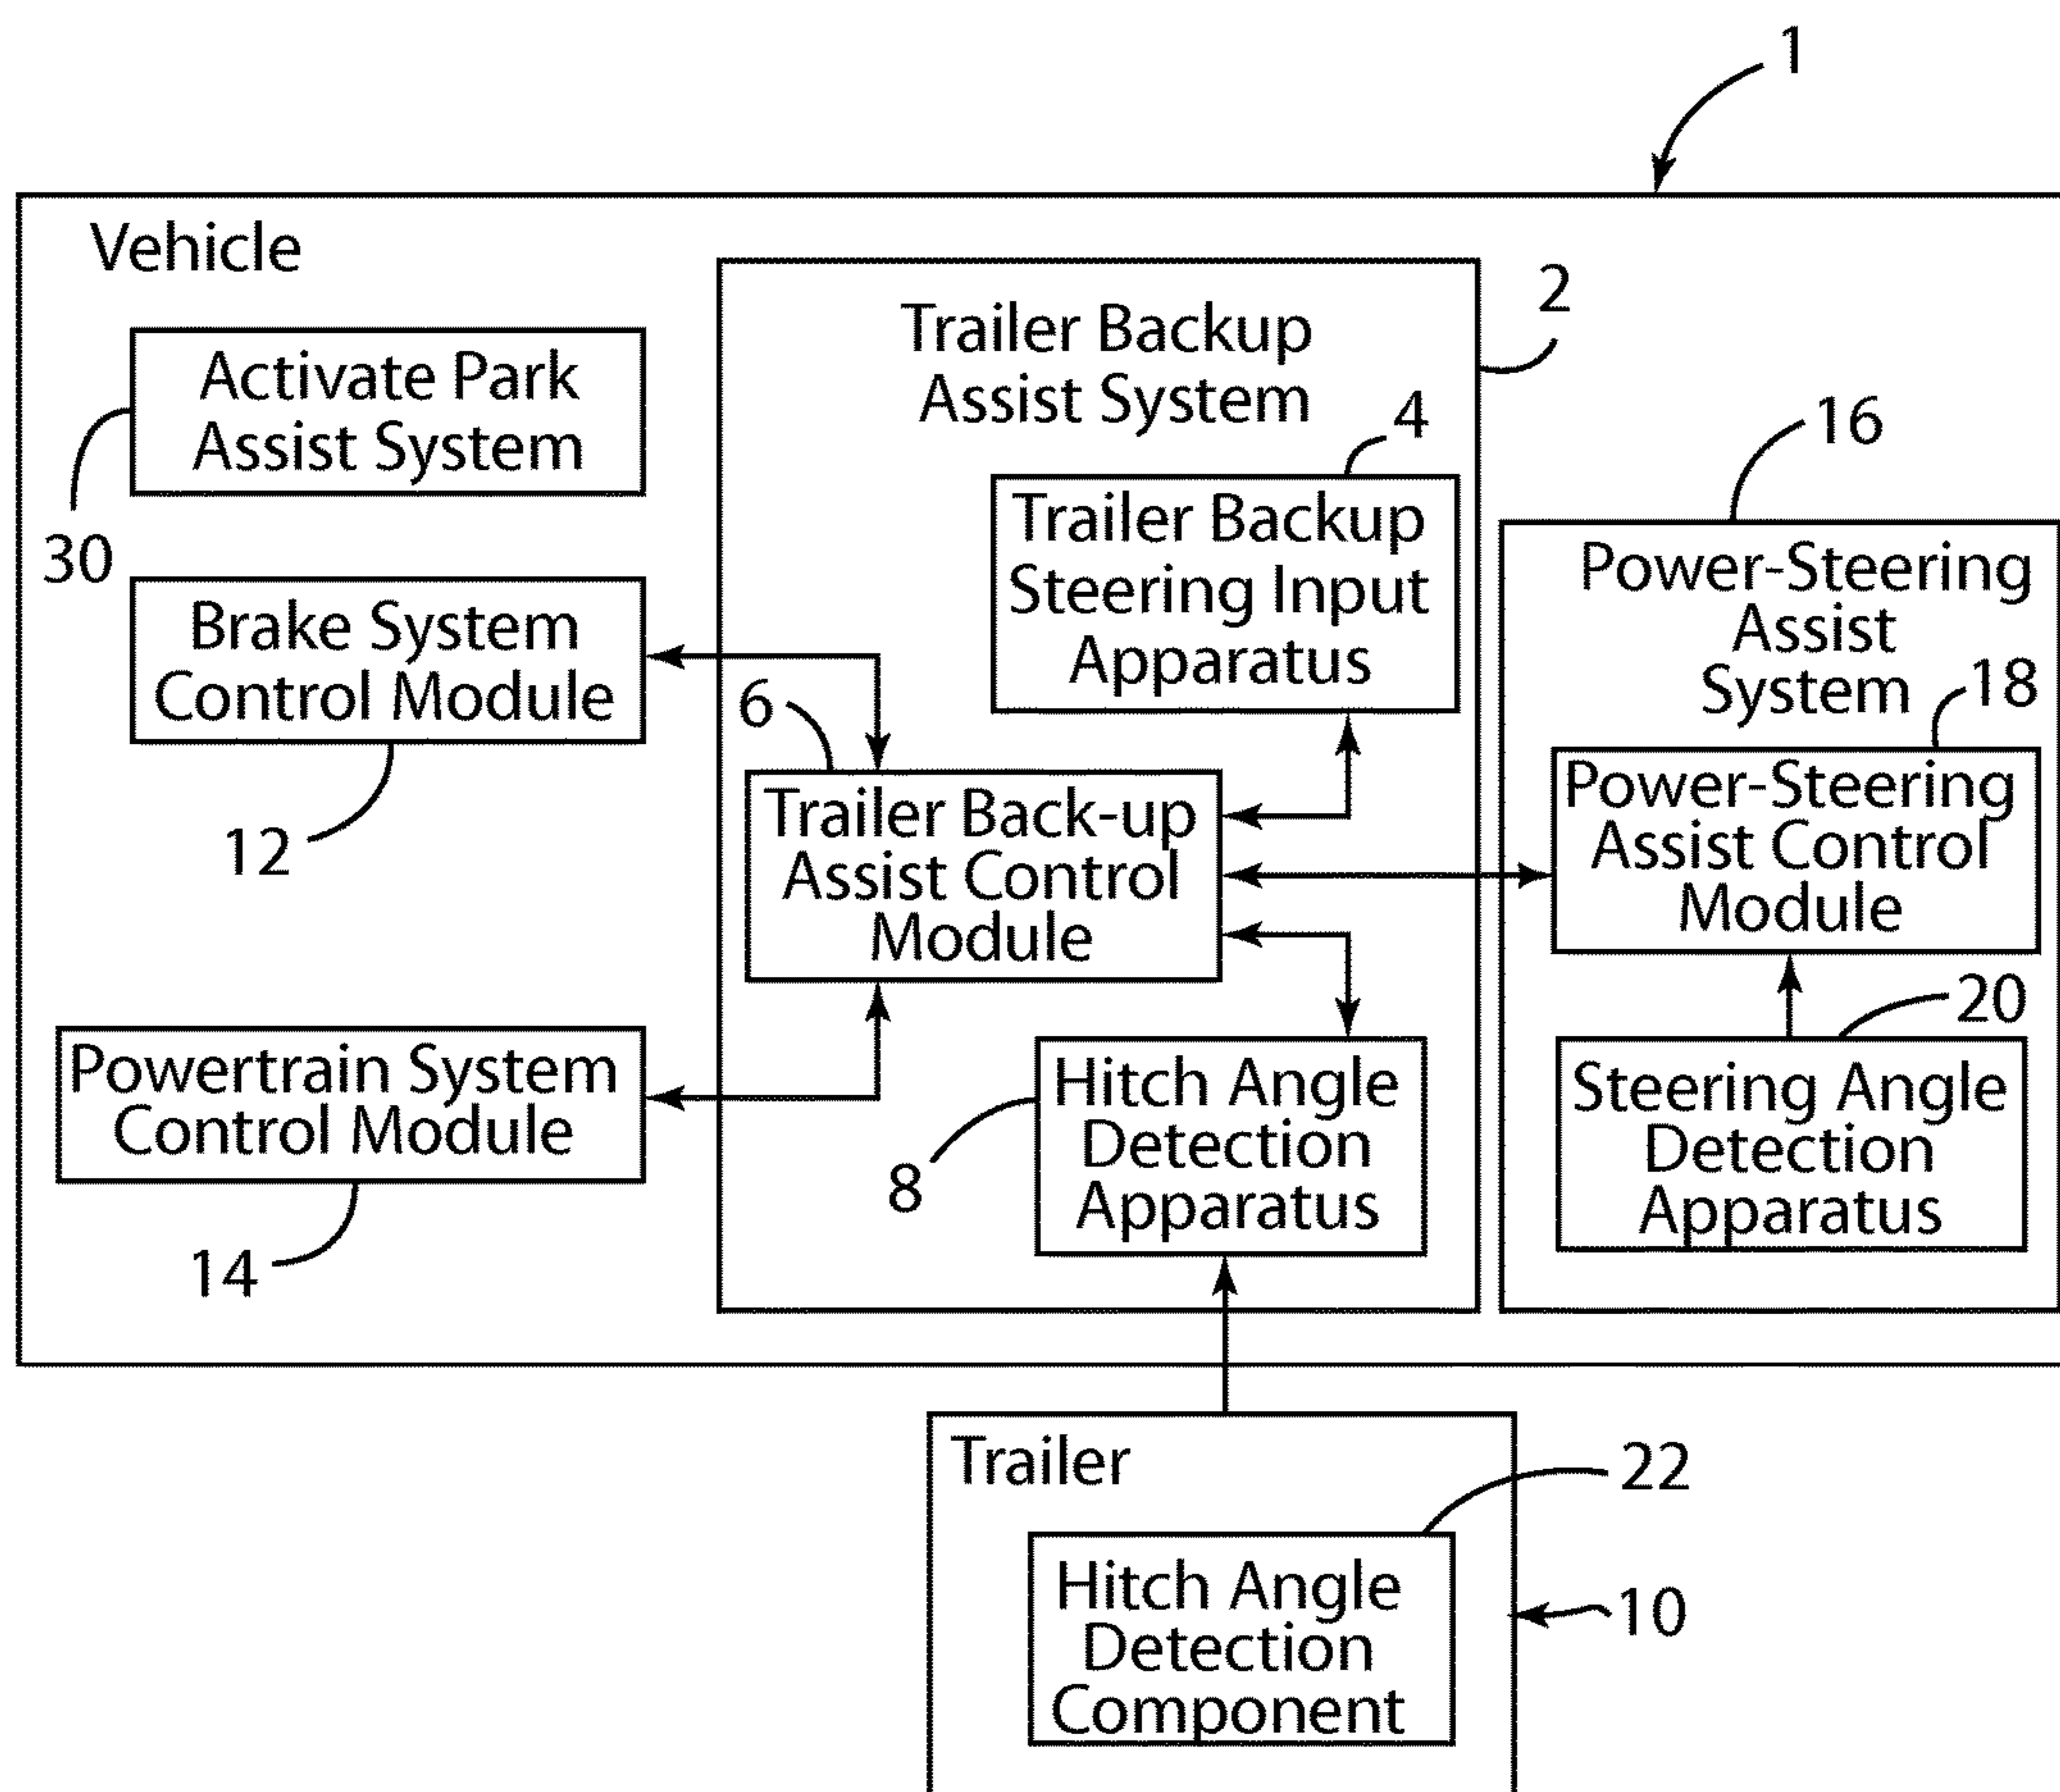 1
Vehicle
2
Trailer Backup
Assist System
Activate Park
Assist System
30
4
Trailer Backup
Steering Input
Apparatus
16
Power-Steering
Assist
System
Brake System
Control Module
12
6
Trailer Back-up
Assist Control
Module
18
Power-Steering
Assist Control
Module
20
Steering Angle
Detection
Apparatus
Powertrain System
Control Module
14
8
Hitch Angle
Detection
Apparatus
Trailer
22
Hitch Angle
Detection
Component
10